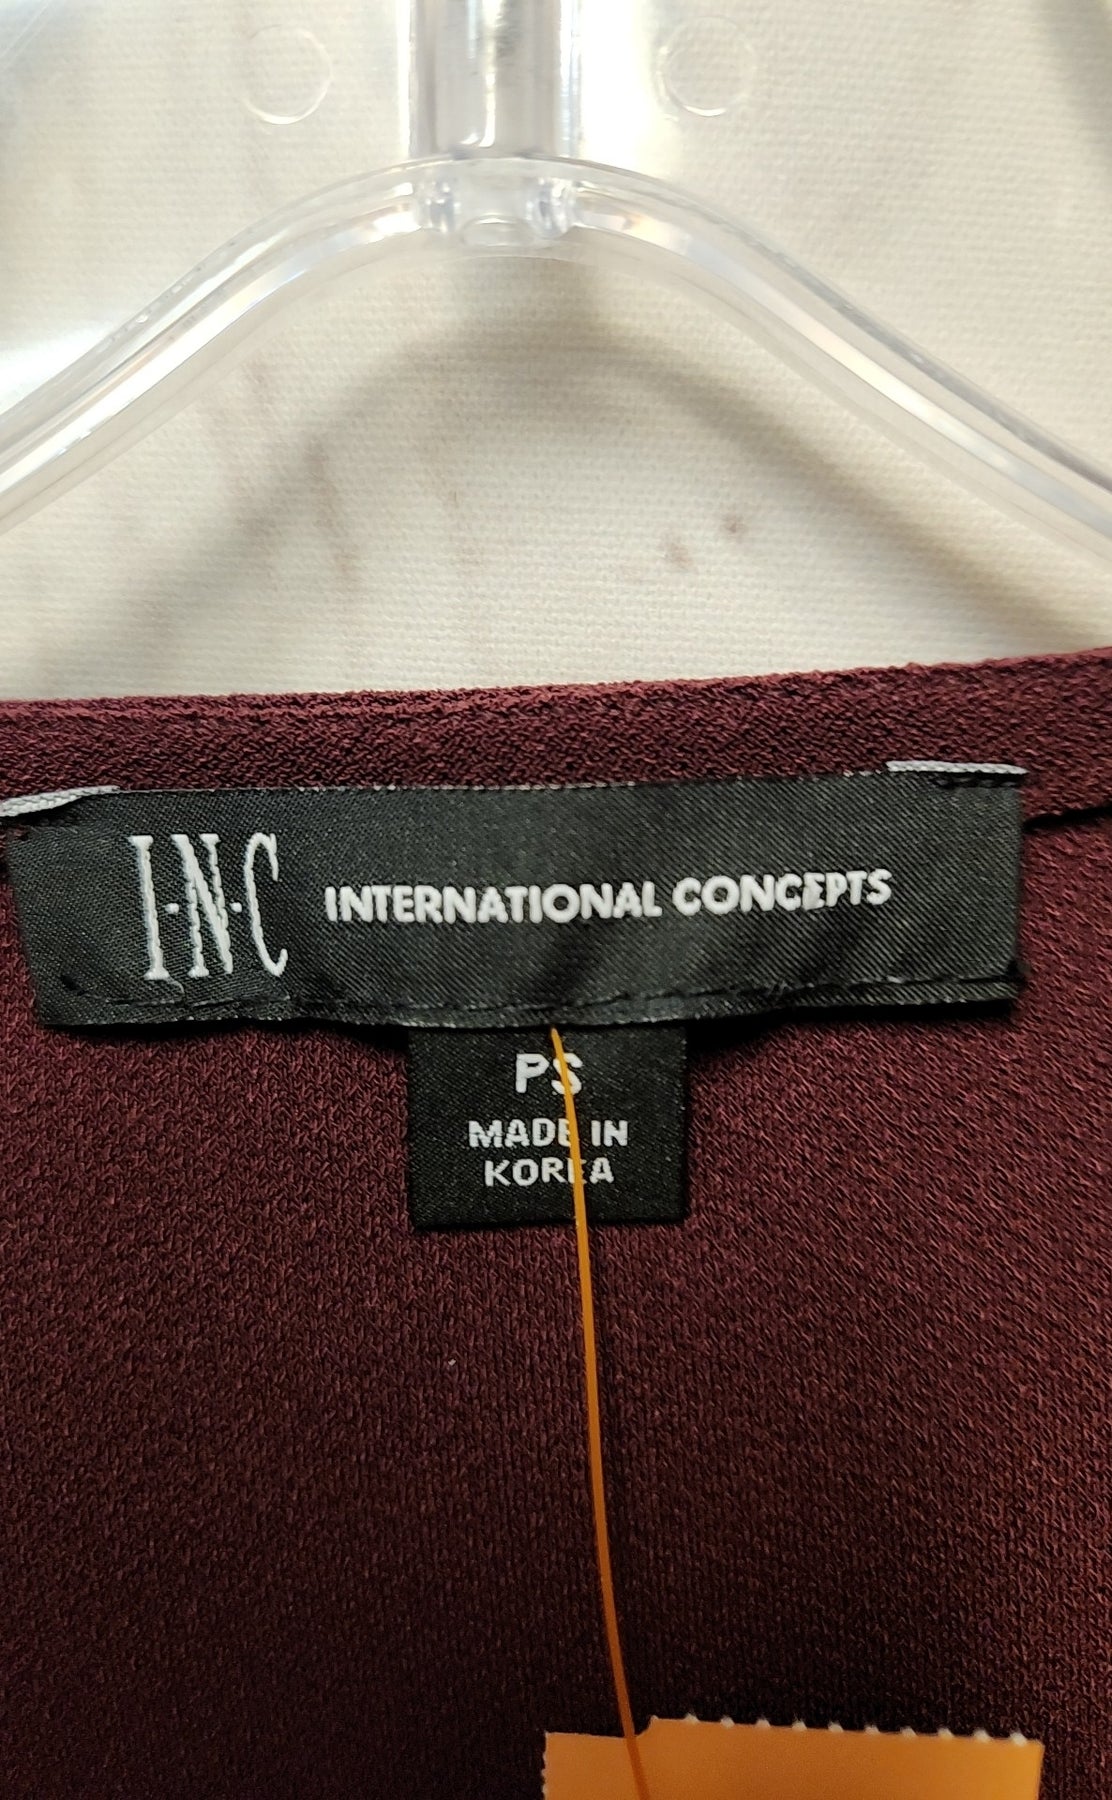 I·N·C INTERNATIONAL CONCEPTS
PS
MADE IN
KOREA